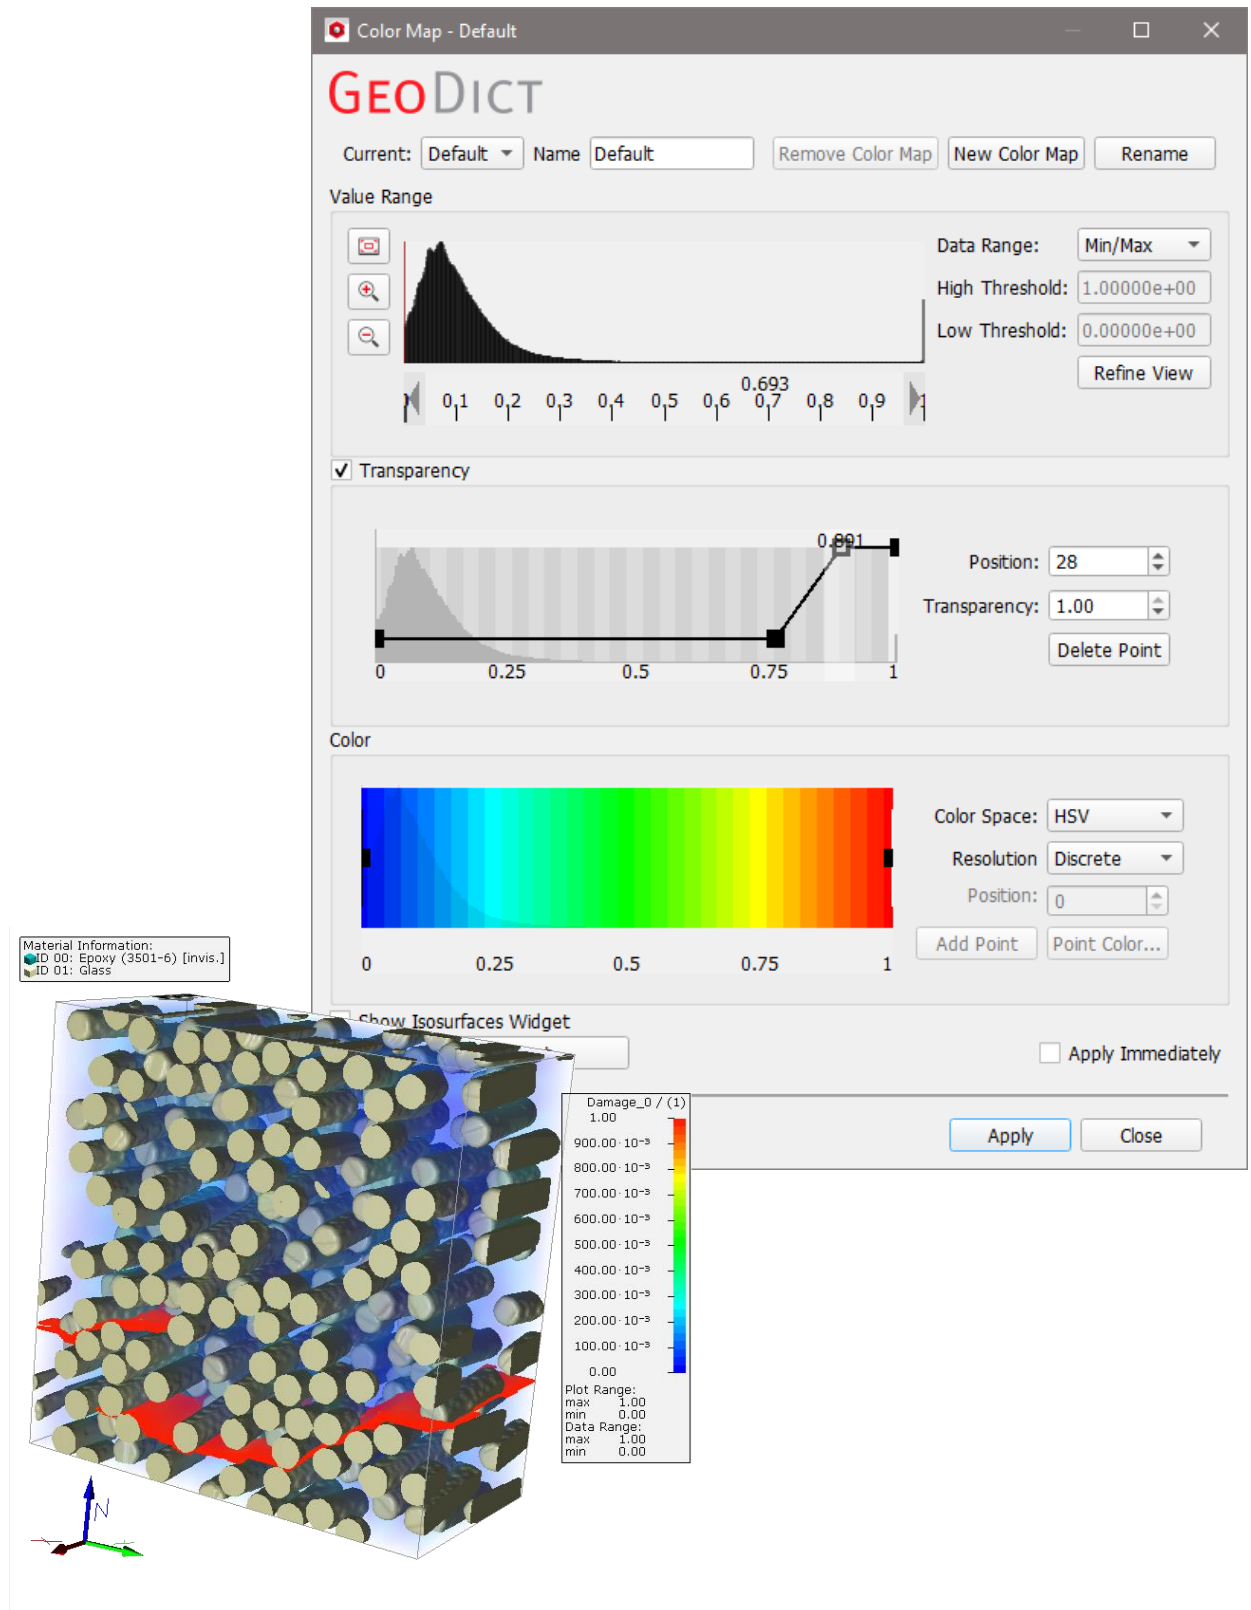 Color Map - Default
GEODICT
Current: Default Name Default Remove Color Map New Color Map Rename
Value Range
Data Range: Min/Max
High Threshold: 1.00000e+00
Low Threshold: 0.00000e+00
Refine View
0.693
0,1 0,2 0,3 0,4 0,5 0,6 0,7 0,8 0,9 1
Transparency
0.891
Position: 28
Transparency: 1.00
Delete Point
0 0.25 0.5 0.75 1
Color
Color Space: HSV
Resolution Discrete
Position: 0
Add Point Point Color...
0 0.25 0.5 0.75 1
Show Isosurfaces Widget
Apply Immediately
Apply Close
Material Information:
ID 00: Epoxy (3501-6) [invis.]
ID 01: Glass
Damage_0 / (1)
1.00
900.00·10⁻³
800.00·10⁻³
700.00·10⁻³
600.00·10⁻³
500.00·10⁻³
400.00·10⁻³
300.00·10⁻³
200.00·10⁻³
100.00·10⁻³
0.00
Plot Range:
max 1.00
min 0.00
Data Range:
max 1.00
min 0.00